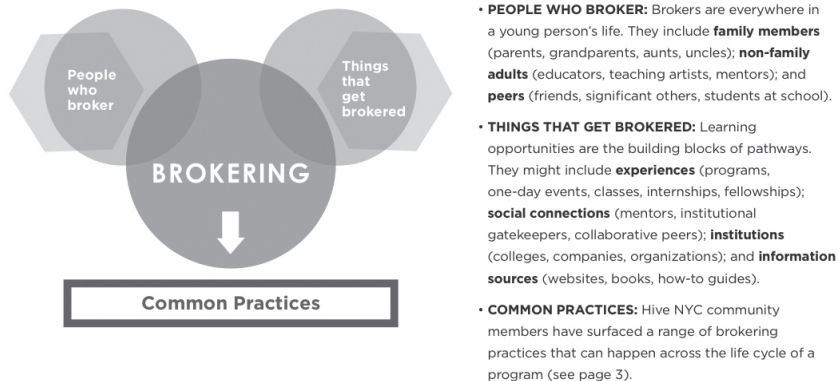 People
who
broker
Things
that
get
brokered
BROKERING
Common Practices
• PEOPLE WHO BROKER: Brokers are everywhere in
a young person's life. They include family members
(parents, grandparents, aunts, uncles); non-family
adults (educators, teaching artists, mentors); and
peers (friends, significant others, students at school).
• THINGS THAT GET BROKERED: Learning
opportunities are the building blocks of pathways.
They might include experiences (programs,
one-day events, classes, internships, fellowships);
social connections (mentors, institutional
gatekeepers, collaborative peers); institutions
(colleges, companies, organizations); and information
sources (websites, books, how-to guides).
• COMMON PRACTICES: Hive NYC community
members have surfaced a range of brokering
practices that can happen across the life cycle of a
program (see page 3).